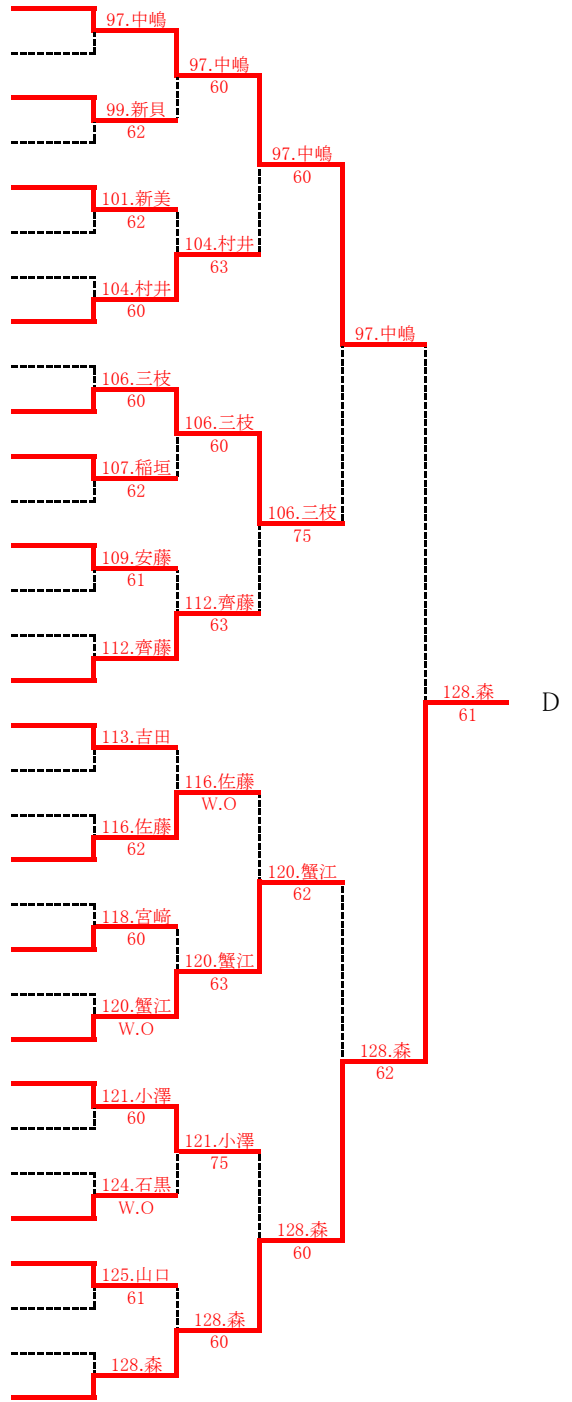 97.中嶋
97.中嶋
60
99.新貝
62
97.中嶋
60
101.新美
62
104.村井
63
104.村井
60
97.中嶋
106.三枝
60
106.三枝
60
107.稲垣
62
106.三枝
75
109.安藤
61
112.齊藤
63
112.齊藤
128.森
61
D
113.吉田
116.佐藤
W.O
116.佐藤
62
120.蟹江
62
118.宮﨑
60
120.蟹江
63
120.蟹江
W.O
128.森
62
121.小澤
60
121.小澤
75
124.石黒
W.O
128.森
60
125.山口
61
128.森
60
128.森